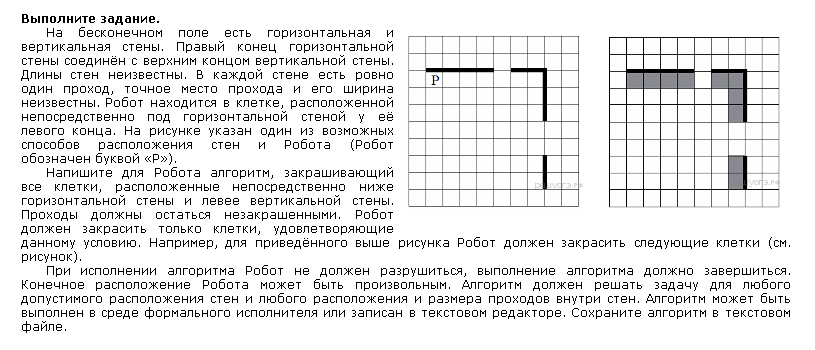 Выполните задание.
На бесконечном поле есть горизонтальная и
вертикальная стены. Правый конец горизонтальной
стены соединён с верхним концом вертикальной стены.
Длины стен неизвестны. В каждой стене есть ровно
один проход, точное место прохода и его ширина
неизвестны. Робот находится в клетке, расположенной
непосредственно под горизонтальной стеной у её
левого конца. На рисунке указан один из возможных
способов расположения стен и Робота (Робот
обозначен буквой «Р»).
Р
Напишите для Робота алгоритм, закрашивающий
все клетки, расположенные непосредственно ниже
горизонтальной стены и левее вертикальной стены.
Проходы должны остаться незакрашенными. Робот
должен закрасить только клетки, удовлетворяющие
данному условию. Например, для приведённого выше рисунка Робот должен закрасить следующие клетки (см.
рисунок).
При исполнении алгоритма Робот не должен разрушиться, выполнение алгоритма должно завершиться.
Конечное расположение Робота может быть произвольным. Алгоритм должен решать задачу для любого
допустимого расположения стен и любого расположения и размера проходов внутри стен. Алгоритм может быть
выполнен в среде формального исполнителя или записан в текстовом редакторе. Сохраните алгоритм в текстовом
файле.